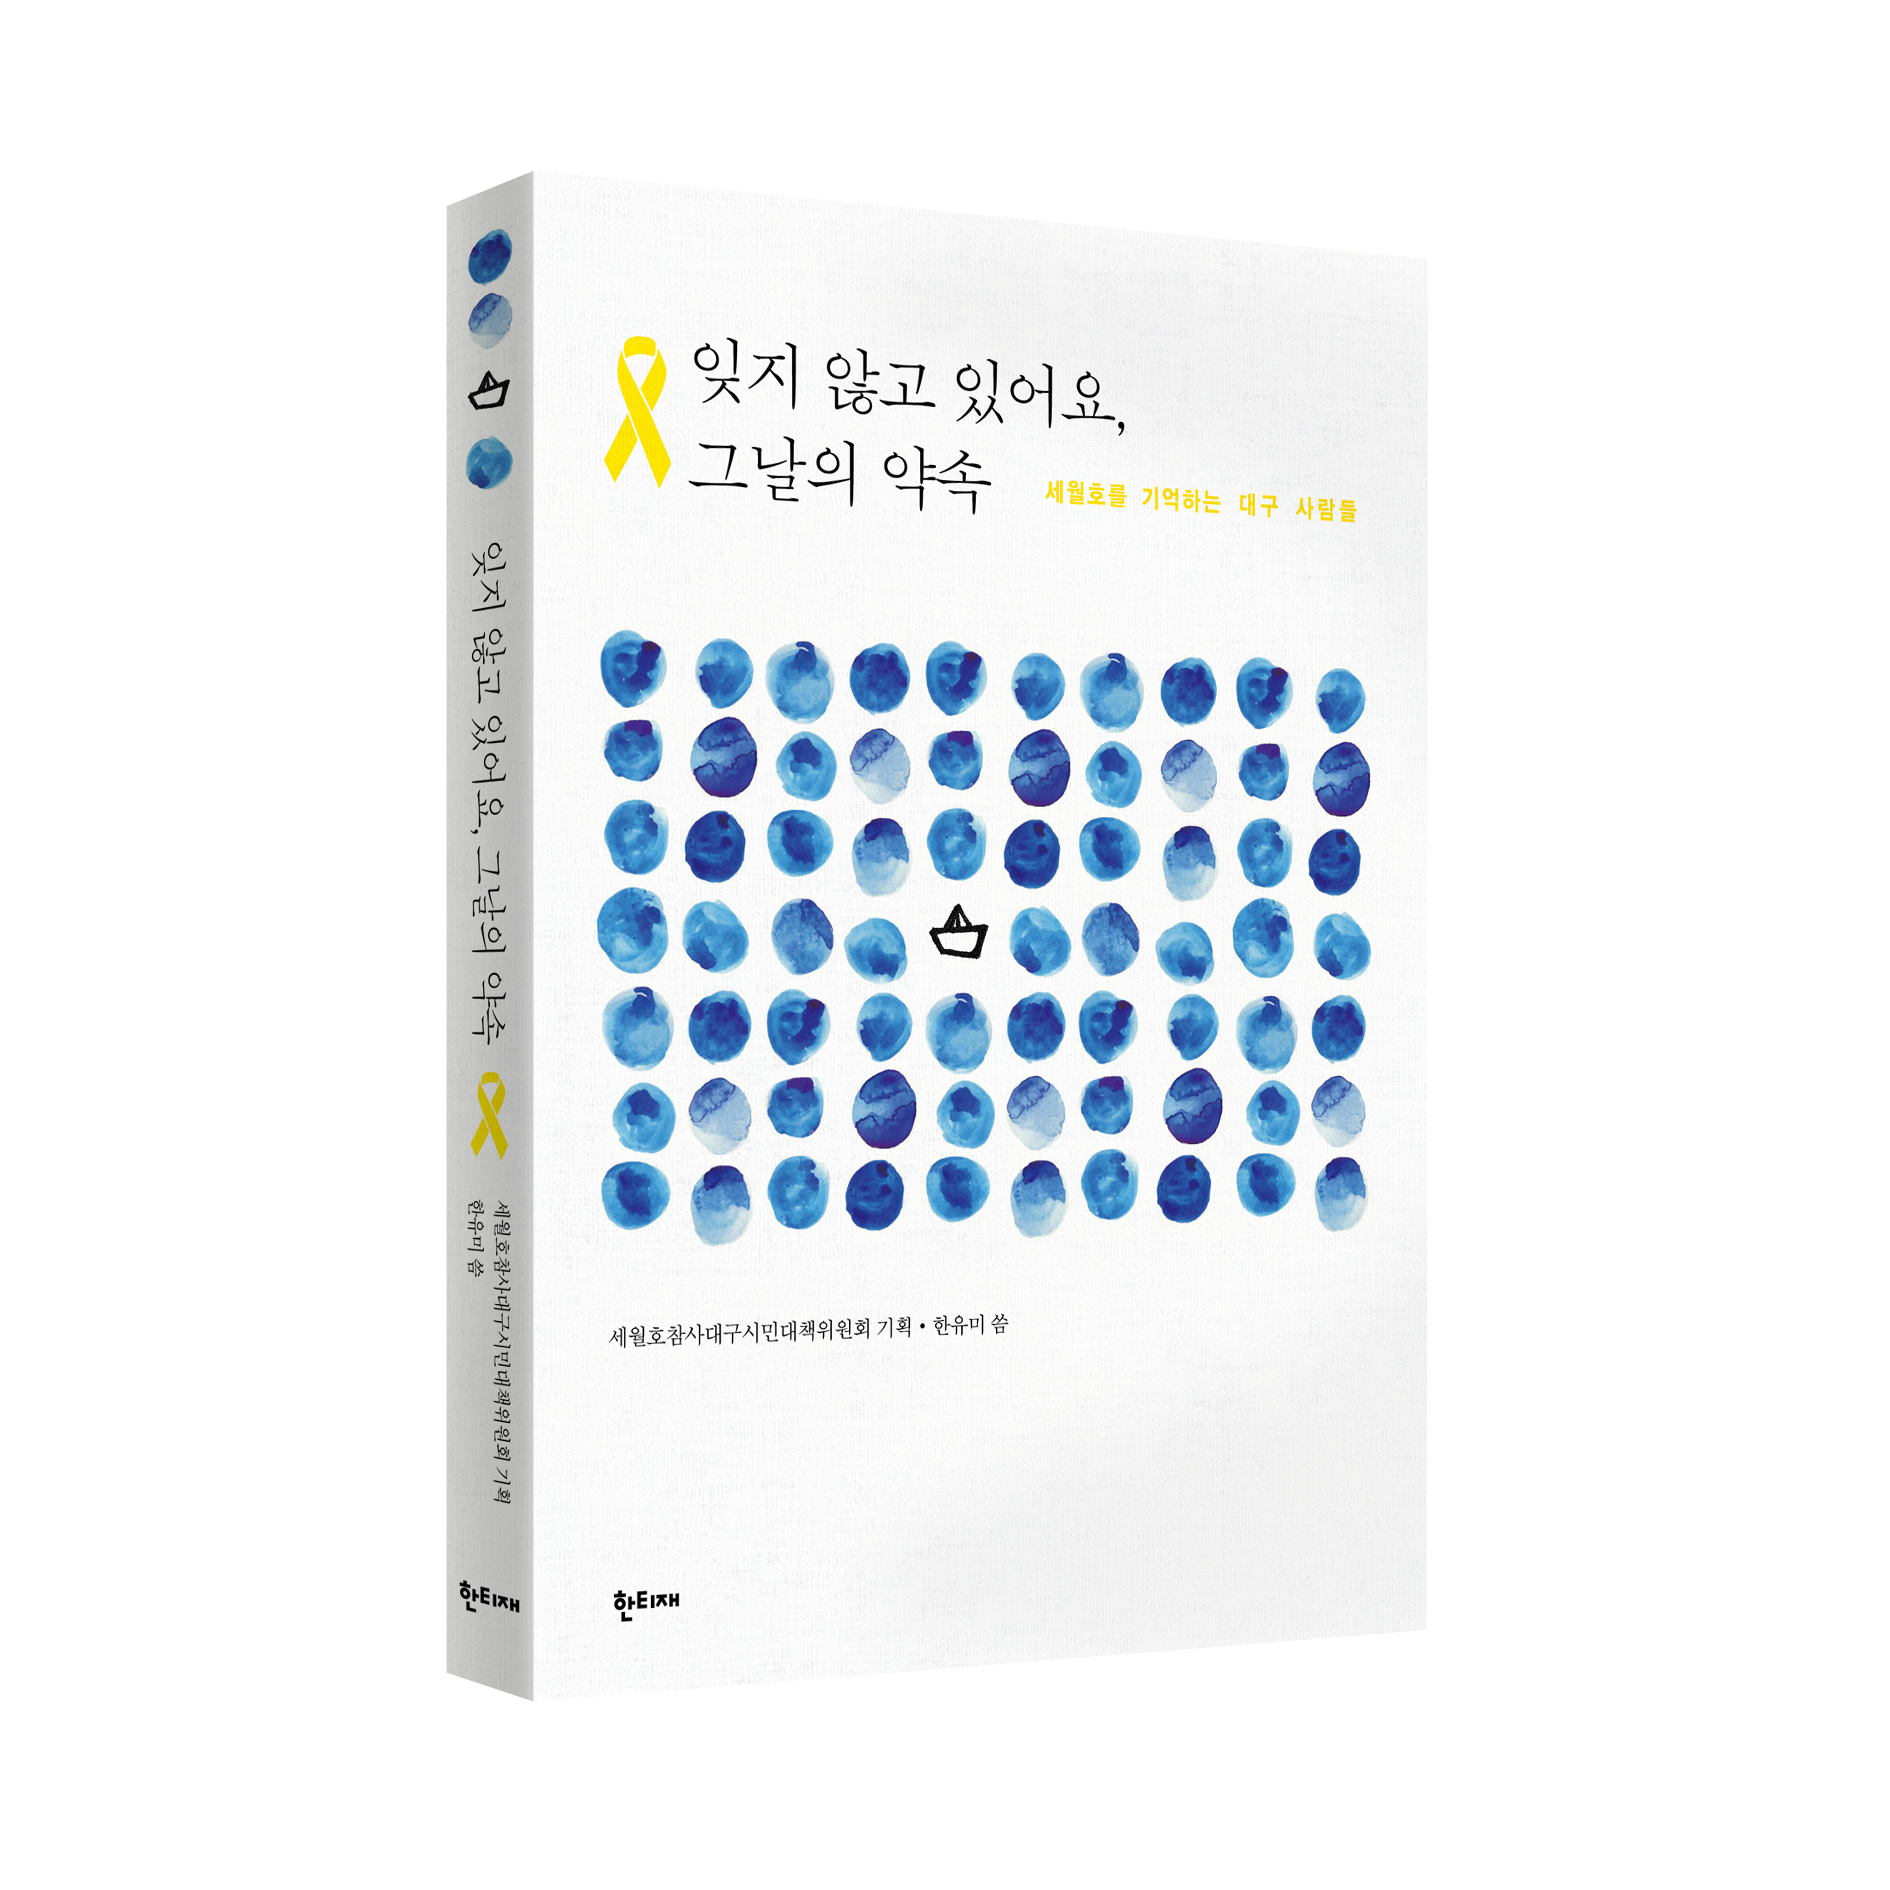 잊지 않고 있어요,
그날의 약속
세월호를 기억하는 대구 사람들
세월호참사대구시민대책위원회 기획 • 한유미 씀
한티재
잊지 않고 있어요, 그날의 약속
세월호참사대구시민대책위원회 기획
한유미 씀
한티재